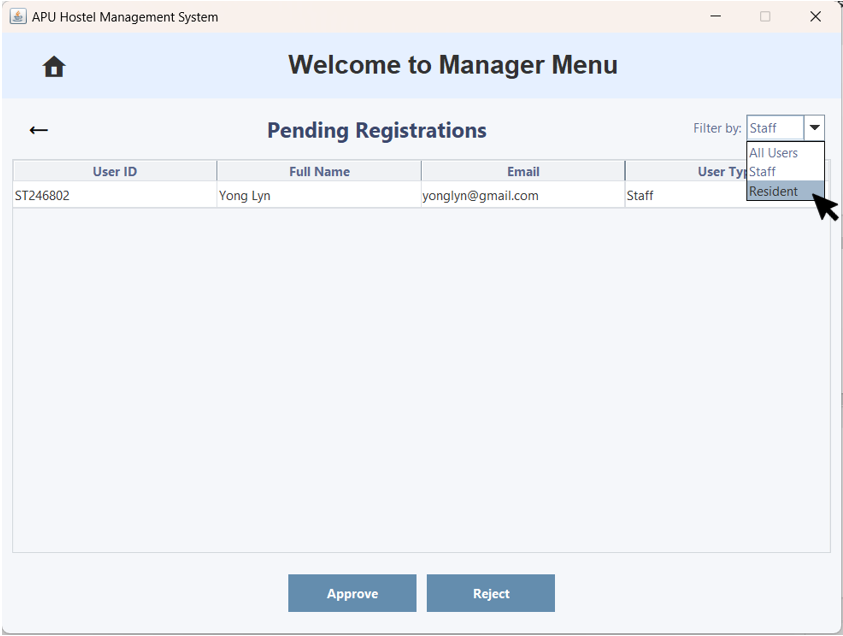 APU Hostel Management System
Welcome to Manager Menu
Pending Registrations
Filter by: Staff
All Users
Staff
Resident
User ID Full Name Email User Typ
ST246802 Yong Lyn yonglyn@gmail.com Staff
Approve Reject